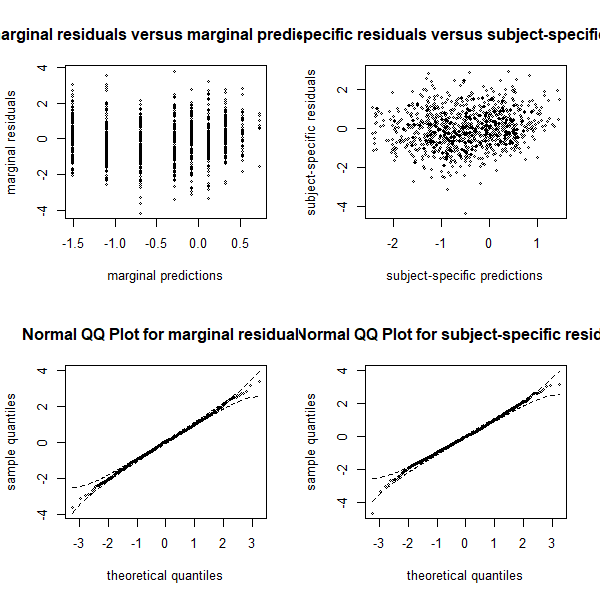 arginal residuals versus marginal predi
pecific residuals versus subject-specific
marginal residuals
4
2
0
-2
-4
-1.5 -1.0 -0.5 0.0 0.5
marginal predictions
subject-specific residuals
2
0
-2
-4
-2 -1 0 1
subject-specific predictions
Normal QQ Plot for marginal residual
Normal QQ Plot for subject-specific resid
sample quantiles
4
2
0
-2
-4
-3 -2 -1 0 1 2 3
theoretical quantiles
sample quantiles
4
2
0
-2
-4
-3 -2 -1 0 1 2 3
theoretical quantiles